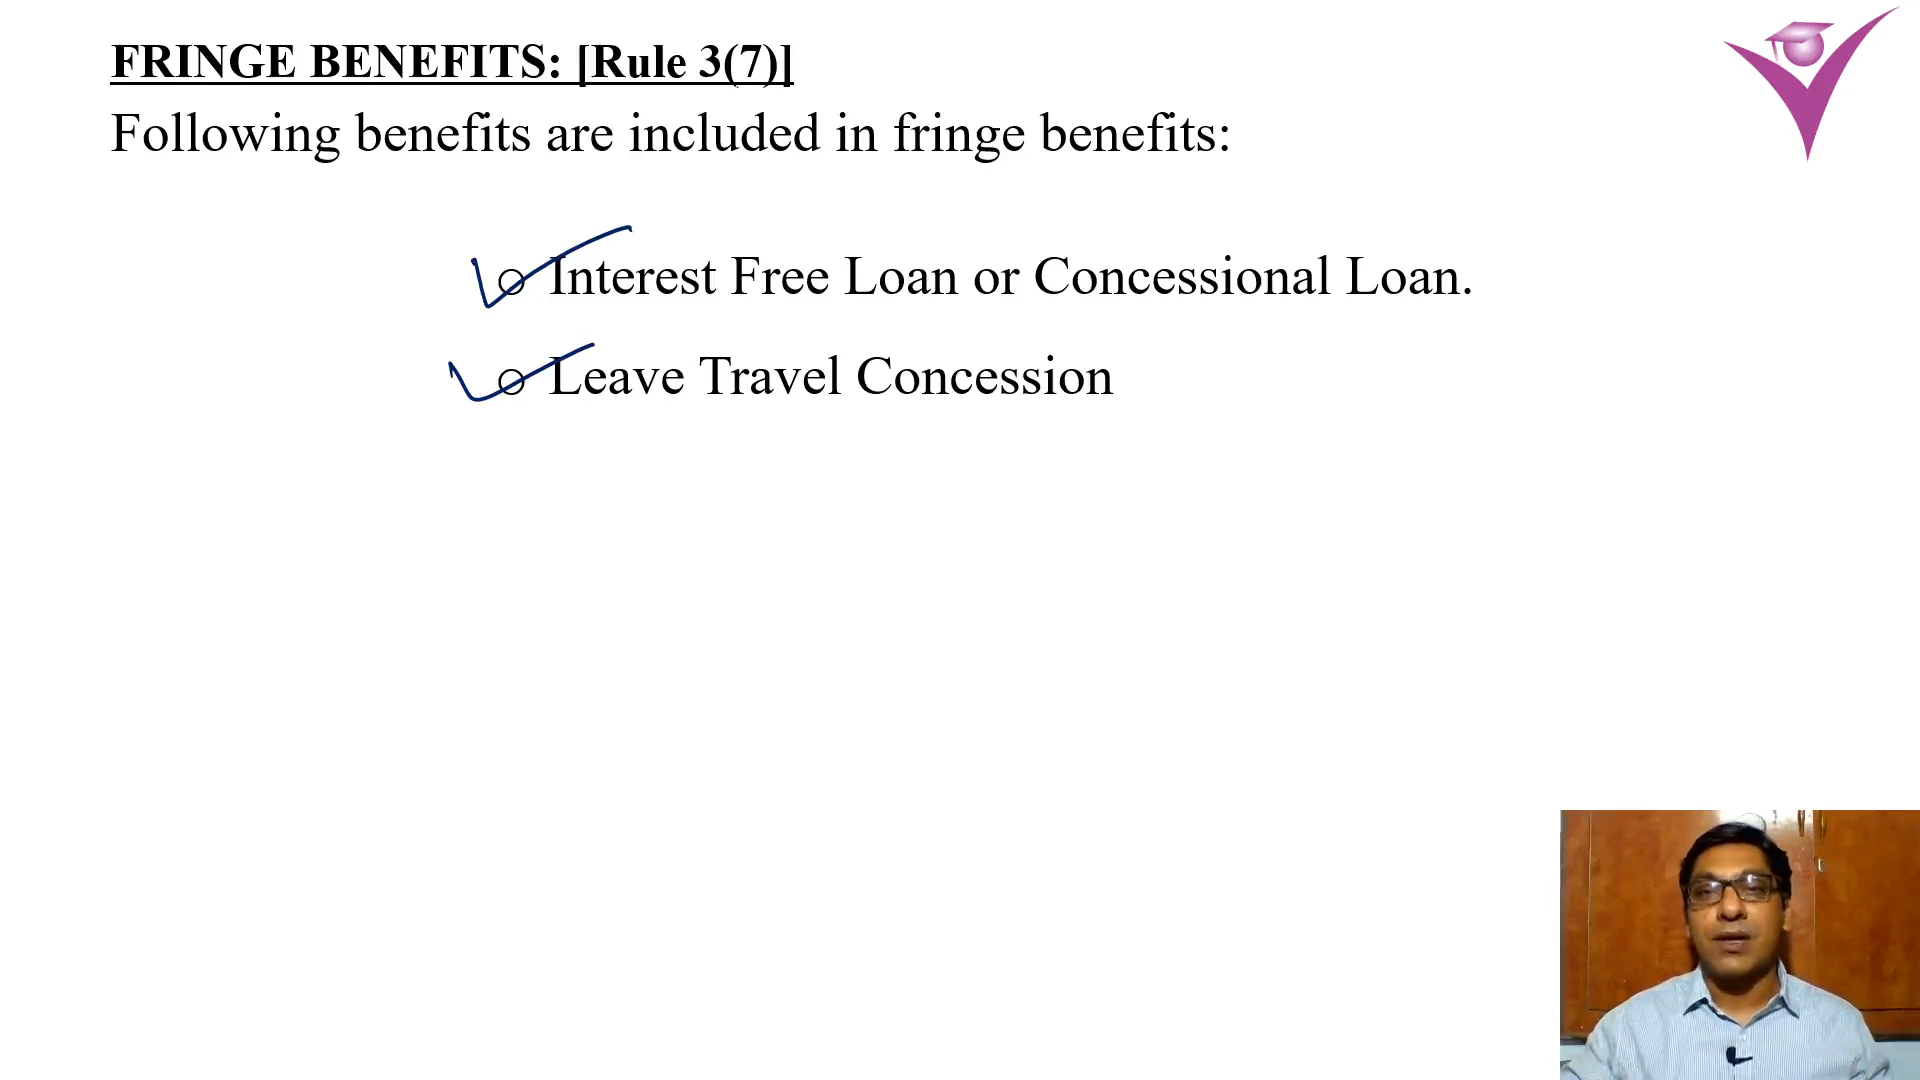 FRINGE BENEFITS: [Rule 3(7)]
Following benefits are included in fringe benefits:
o Interest Free Loan or Concessional Loan.
o Leave Travel Concession